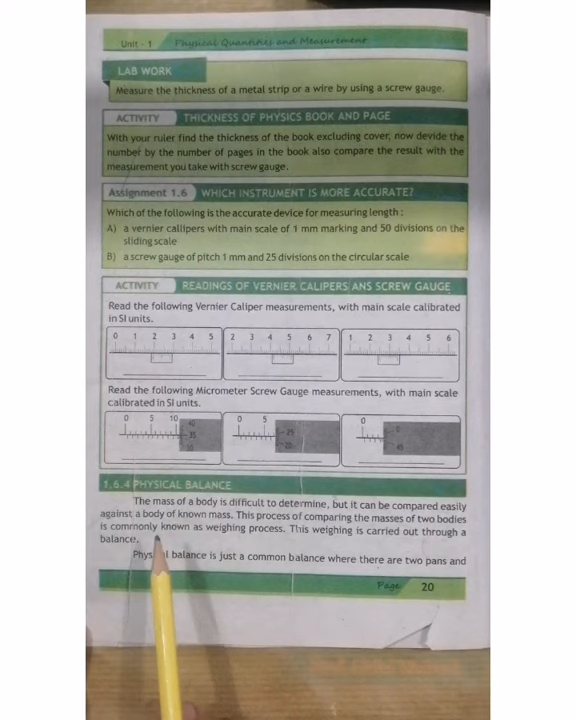 Unit - 1 Physical Quantities and Measurement
LAB WORK
Measure the thickness of a metal strip or a wire by using a screw gauge.
ACTIVITY THICKNESS OF PHYSICS BOOK AND PAGE
With your ruler find the thickness of the book excluding cover, now devide the
number by the number of pages in the book also compare the result with the
measurement you take with screw gauge.
Assignment 1.6 WHICH INSTRUMENT IS MORE ACCURATE?
Which of the following is the accurate device for measuring length :
A) a vernier callipers with main scale of 1 mm marking and 50 divisions on the
sliding scale
B) a screw gauge of pitch 1 mm and 25 divisions on the circular scale
ACTIVITY READINGS OF VERNIER CALIPERS ANS SCREW GAUGE
Read the following Vernier Caliper measurements, with main scale calibrated
in SI units.
0 1 2 3 4 5 2 3 4 5 6 7 1 2 3 4 5 6
Read the following Micrometer Screw Gauge measurements, with main scale
calibrated in SI units.
0 5 10 40 0 5 0 0
35 25
30 20 45
1.6.4 PHYSICAL BALANCE
The mass of a body is difficult to determine, but it can be compared easily
against a body of known mass. This process of comparing the masses of two bodies
is commonly known as weighing process. This weighing is carried out through a
balance.
balance is just a common balance where there are two pans and
Page 20